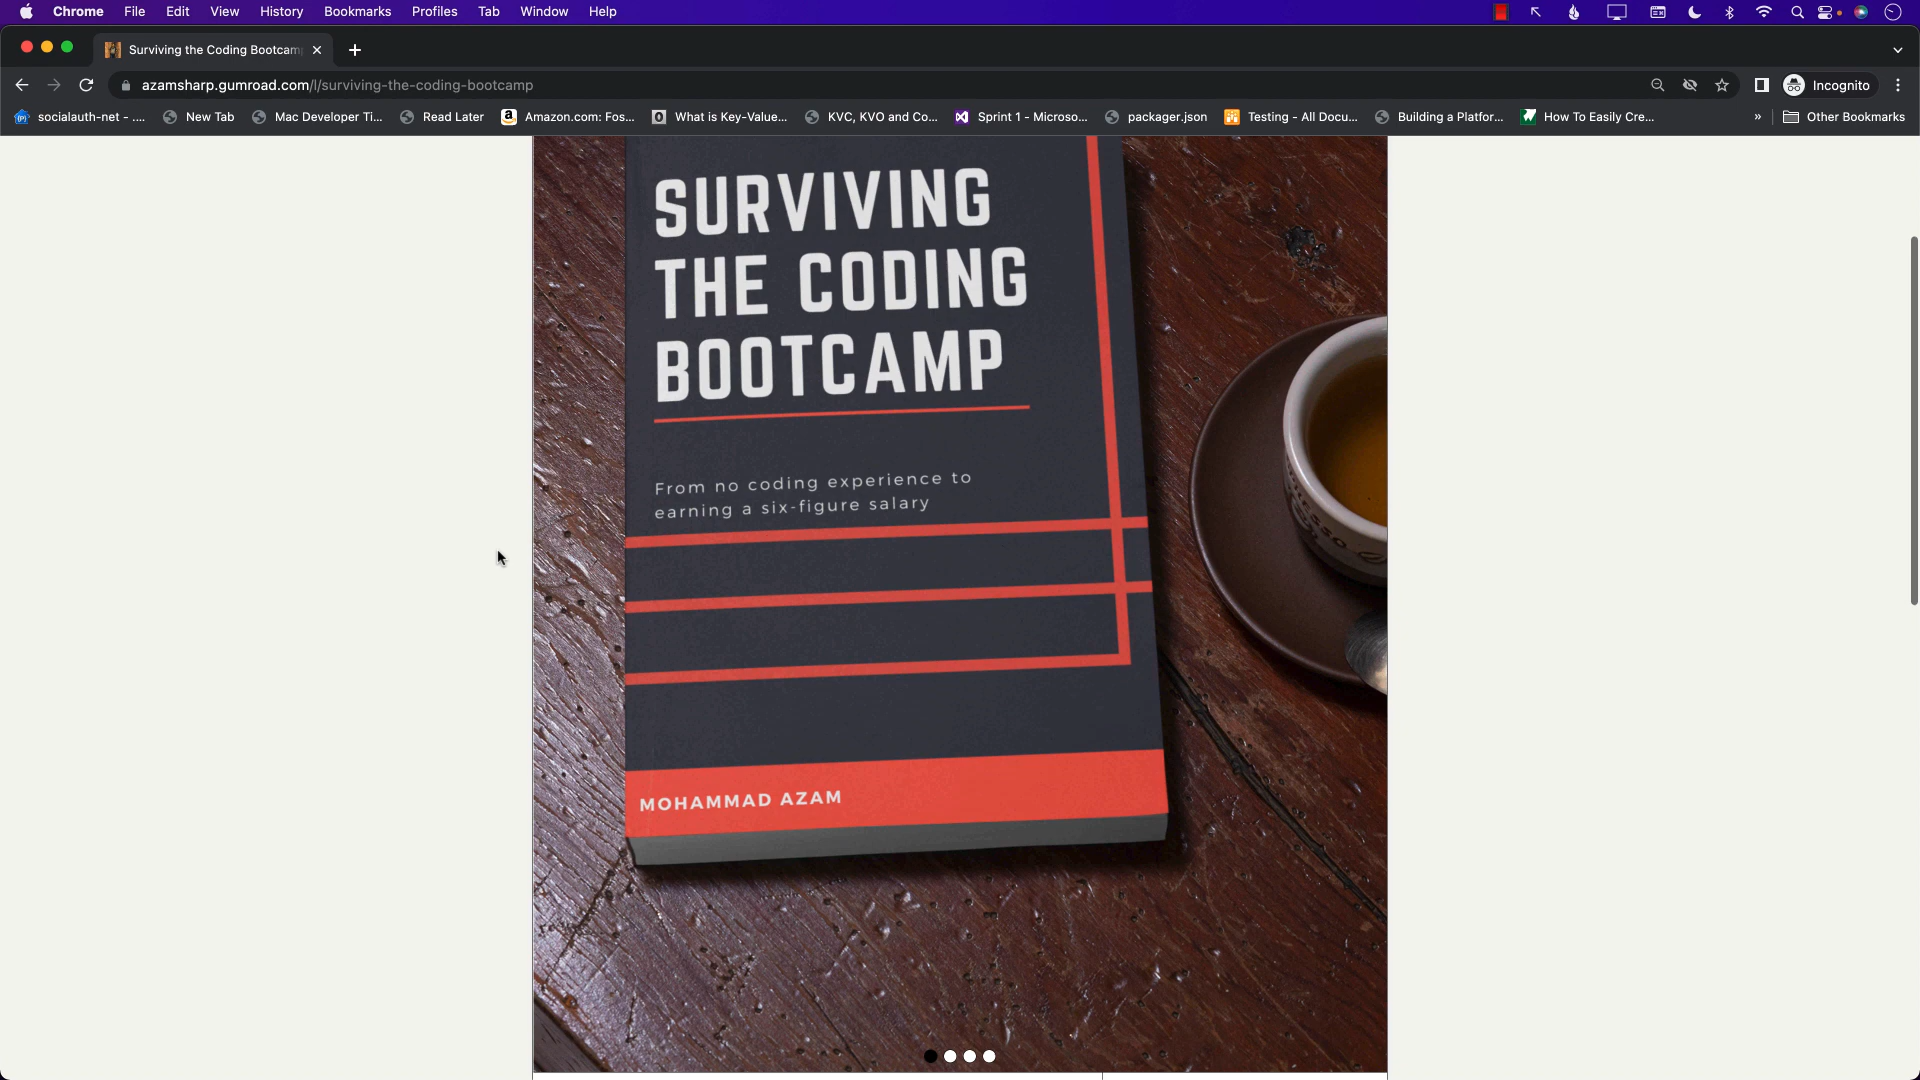 Chrome File Edit View History Bookmarks Profiles Tab Window Help
Surviving the Coding Bootcam
azamsharp.gumroad.com/l/surviving-the-coding-bootcamp
Incognito
socialauth-net - .... New Tab Mac Developer Ti... Read Later Amazon.com: Fos... What is Key-Value... KVC, KVO and Co... Sprint 1 - Microso... packager.json Testing - All Docu... Building a Platfor... How To Easily Cre... » Other Bookmarks
SURVIVING
THE CODING
BOOTCAMP
From no coding experience to
earning a six-figure salary
MOHAMMAD AZAM